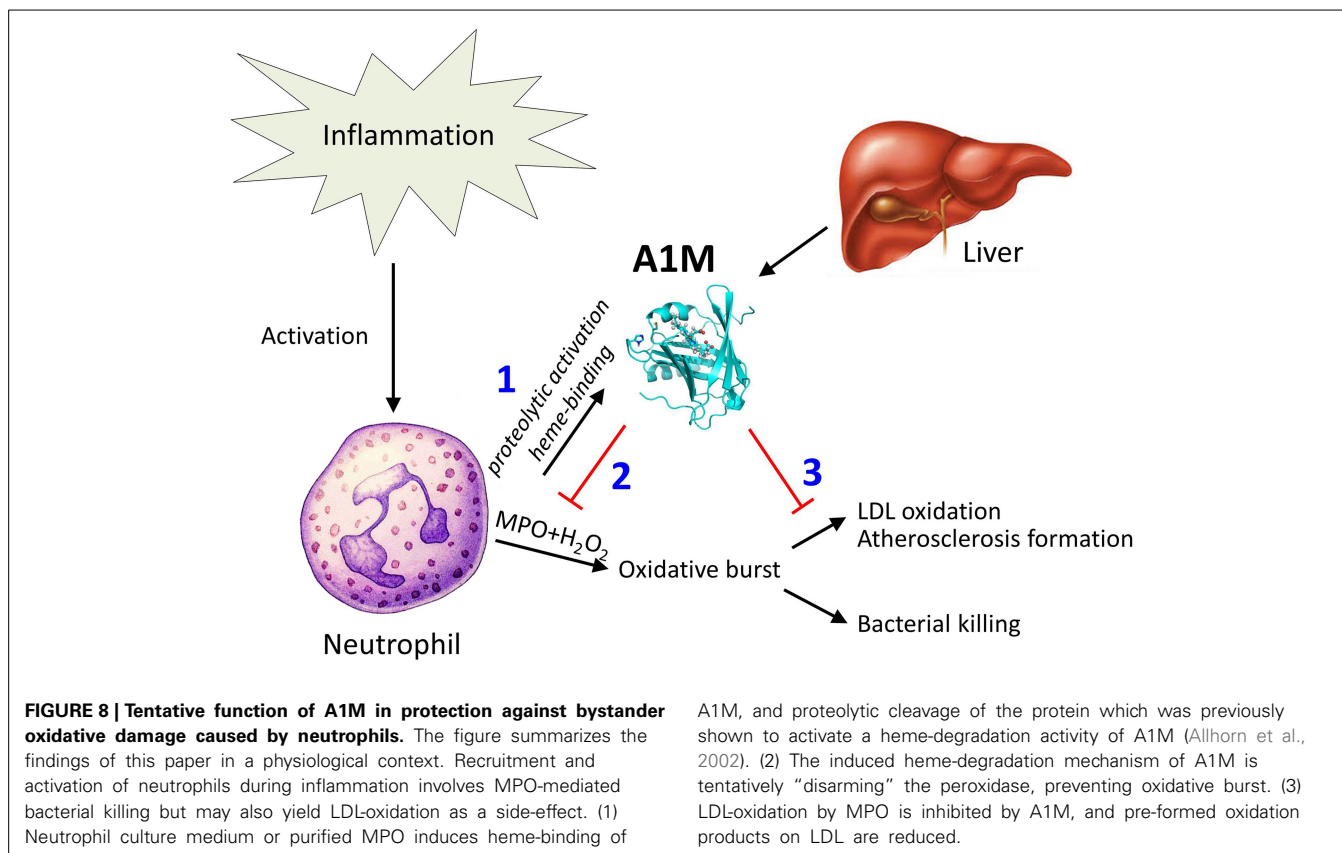 Inflammation
Liver
A1M
Activation
1
proteolytic activation
heme-binding
2
3
MPO+H₂O₂
Oxidative burst
LDL oxidation
Atherosclerosis formation
Bacterial killing
Neutrophil
FIGURE 8 | Tentative function of A1M in protection against bystander
oxidative damage caused by neutrophils. The figure summarizes the
findings of this paper in a physiological context. Recruitment and
activation of neutrophils during inflammation involves MPO-mediated
bacterial killing but may also yield LDL-oxidation as a side-effect. (1)
Neutrophil culture medium or purified MPO induces heme-binding of
A1M, and proteolytic cleavage of the protein which was previously
shown to activate a heme-degradation activity of A1M (Allhorn et al.,
2002). (2) The induced heme-degradation mechanism of A1M is
tentatively “disarming” the peroxidase, preventing oxidative burst. (3)
LDL-oxidation by MPO is inhibited by A1M, and pre-formed oxidation
products on LDL are reduced.